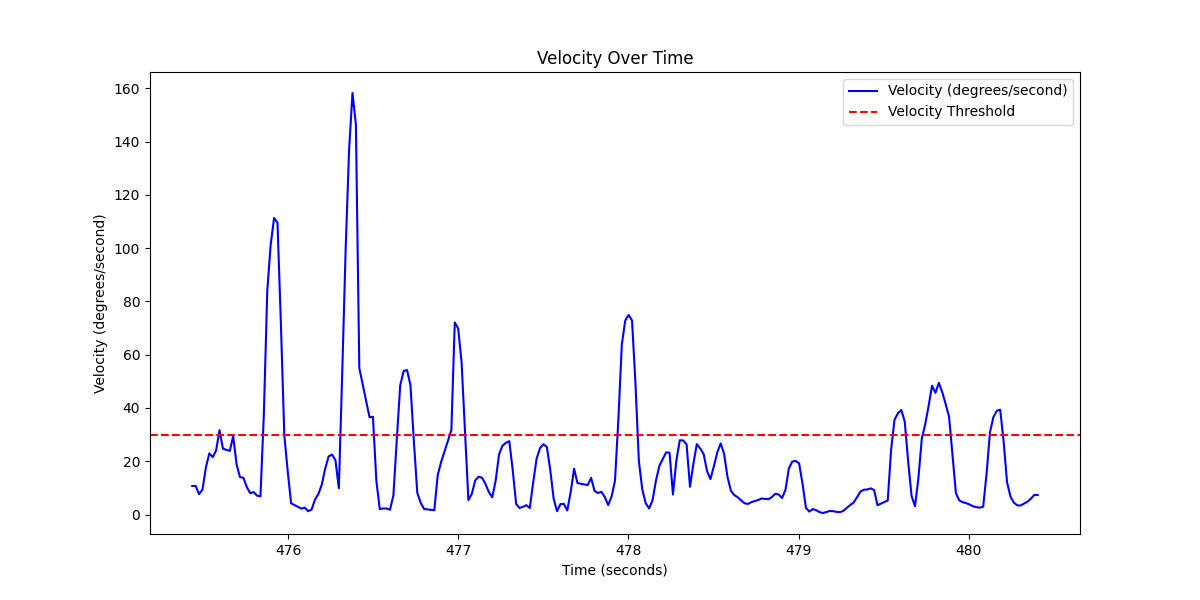 Velocity Over Time
Velocity (degrees/second)
Velocity Threshold
160
140
120
100
80
60
40
20
0
Velocity (degrees/second)
476
477
478
479
480
Time (seconds)